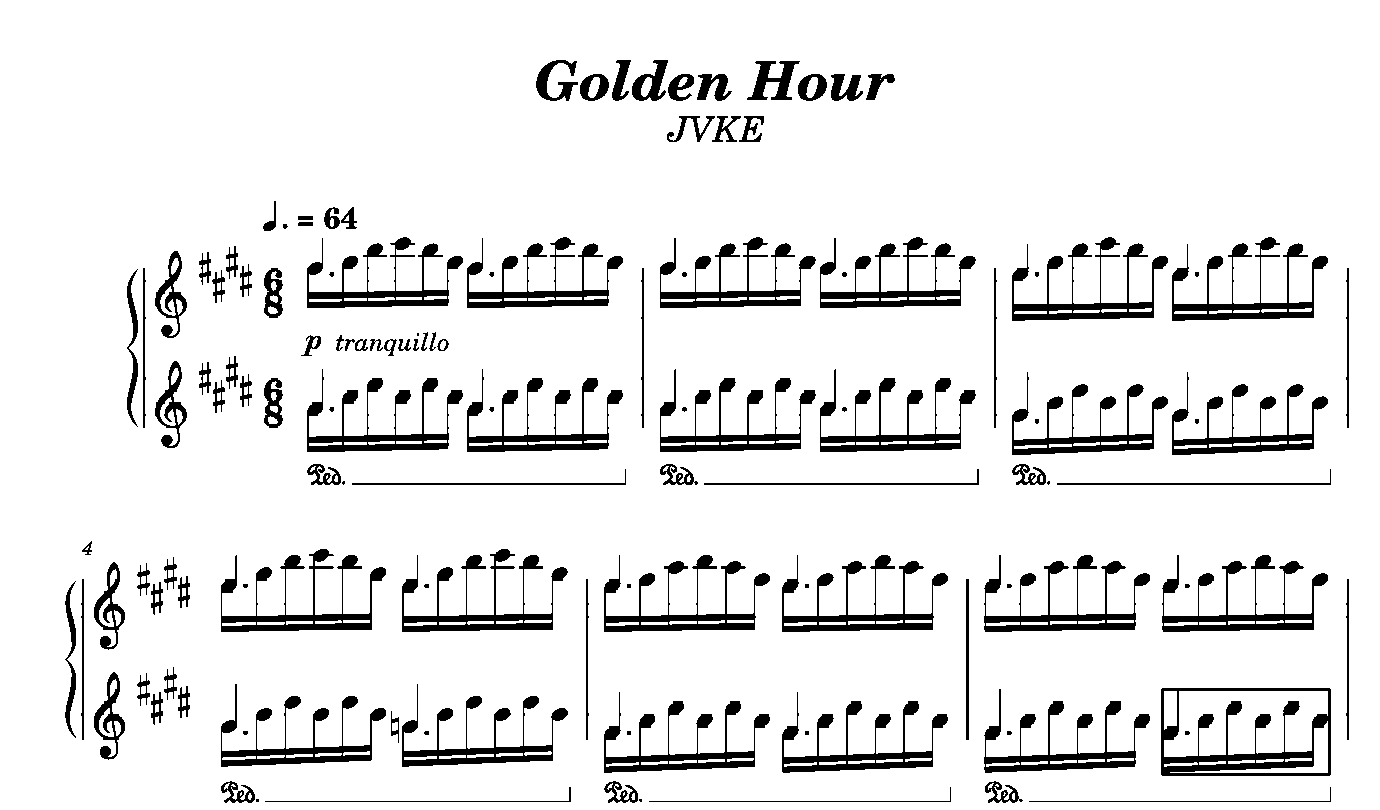 Golden Hour
JVKE
♩. = 64
6
8
p tranquillo
6
8
Ped.
Ped.
Ped.
4
Ped.
Ped.
Ped.